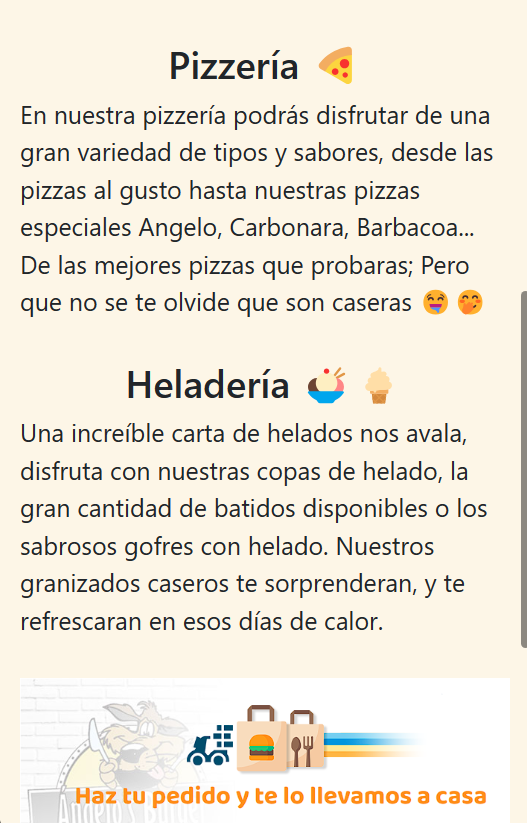 Pizzería 🍕
En nuestra pizzería podrás disfrutar de una
gran variedad de tipos y sabores, desde las
pizzas al gusto hasta nuestras pizzas
especiales Angelo, Carbonara, Barbacoa...
De las mejores pizzas que probaras; Pero
que no se te olvide que son caseras 🤤 🤭
Heladería 🍨 🍦
Una increíble carta de helados nos avala,
disfruta con nuestras copas de helado, la
gran cantidad de batidos disponibles o los
sabrosos gofres con helado. Nuestros
granizados caseros te sorprenderan, y te
refrescaran en esos días de calor.
Haz tu pedido y te lo llevamos a casa